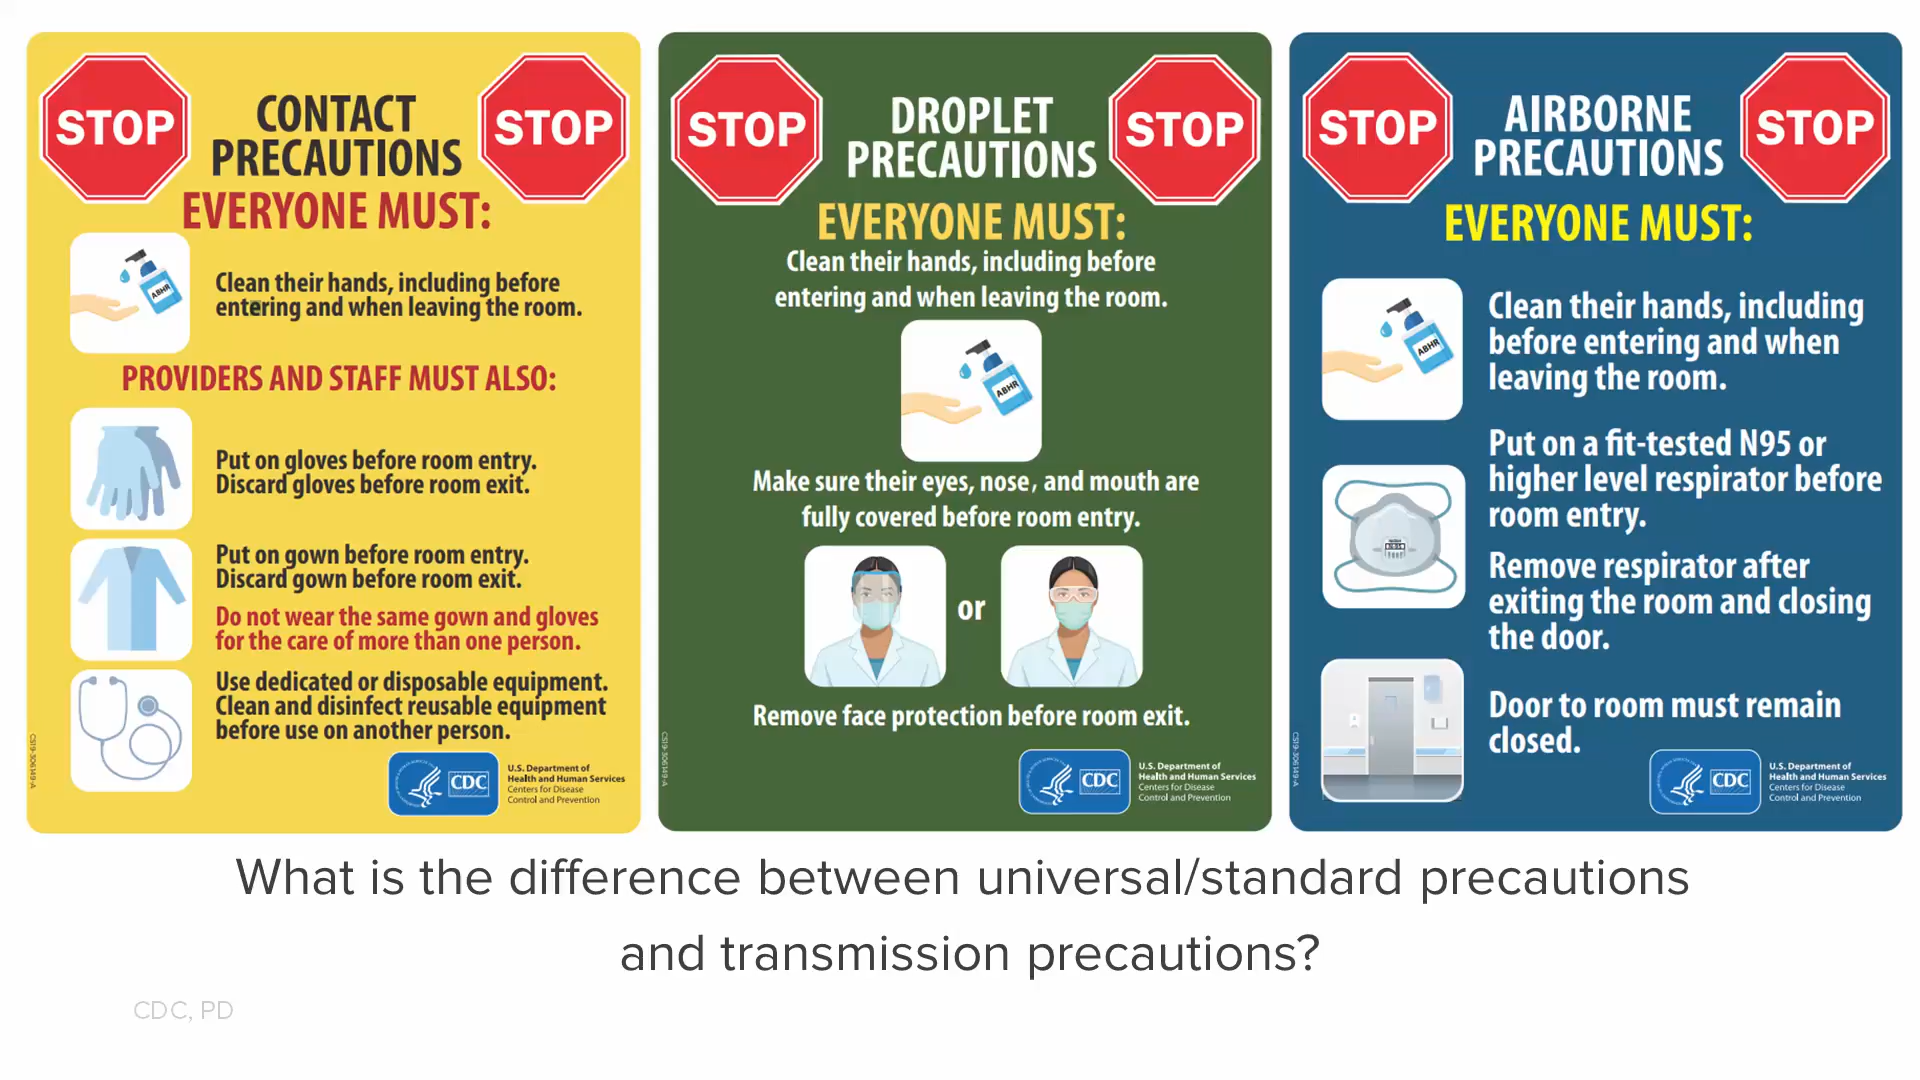 STOP
CONTACT
PRECAUTIONS
STOP
EVERYONE MUST:
ABHR
Clean their hands, including before
entering and when leaving the room.
PROVIDERS AND STAFF MUST ALSO:
Put on gloves before room entry.
Discard gloves before room exit.
Put on gown before room entry.
Discard gown before room exit.
Do not wear the same gown and gloves
for the care of more than one person.
Use dedicated or disposable equipment.
Clean and disinfect reusable equipment
before use on another person.
CDC
U.S. Department of
Health and Human Services
Centers for Disease
Control and Prevention
STOP
DROPLET
PRECAUTIONS
STOP
EVERYONE MUST:
Clean their hands, including before
entering and when leaving the room.
ABHR
Make sure their eyes, nose, and mouth are
fully covered before room entry.
or
Remove face protection before room exit.
CDC
U.S. Department of
Health and Human Services
Centers for Disease
Control and Prevention
STOP
AIRBORNE
PRECAUTIONS
STOP
EVERYONE MUST:
ABHR
Clean their hands, including
before entering and when
leaving the room.
Put on a fit-tested N95 or
higher level respirator before
room entry.
Remove respirator after
exiting the room and closing
the door.
Door to room must remain
closed.
CDC
U.S. Department of
Health and Human Services
Centers for Disease
Control and Prevention
What is the difference between universal/standard precautions
and transmission precautions?
CDC, PD